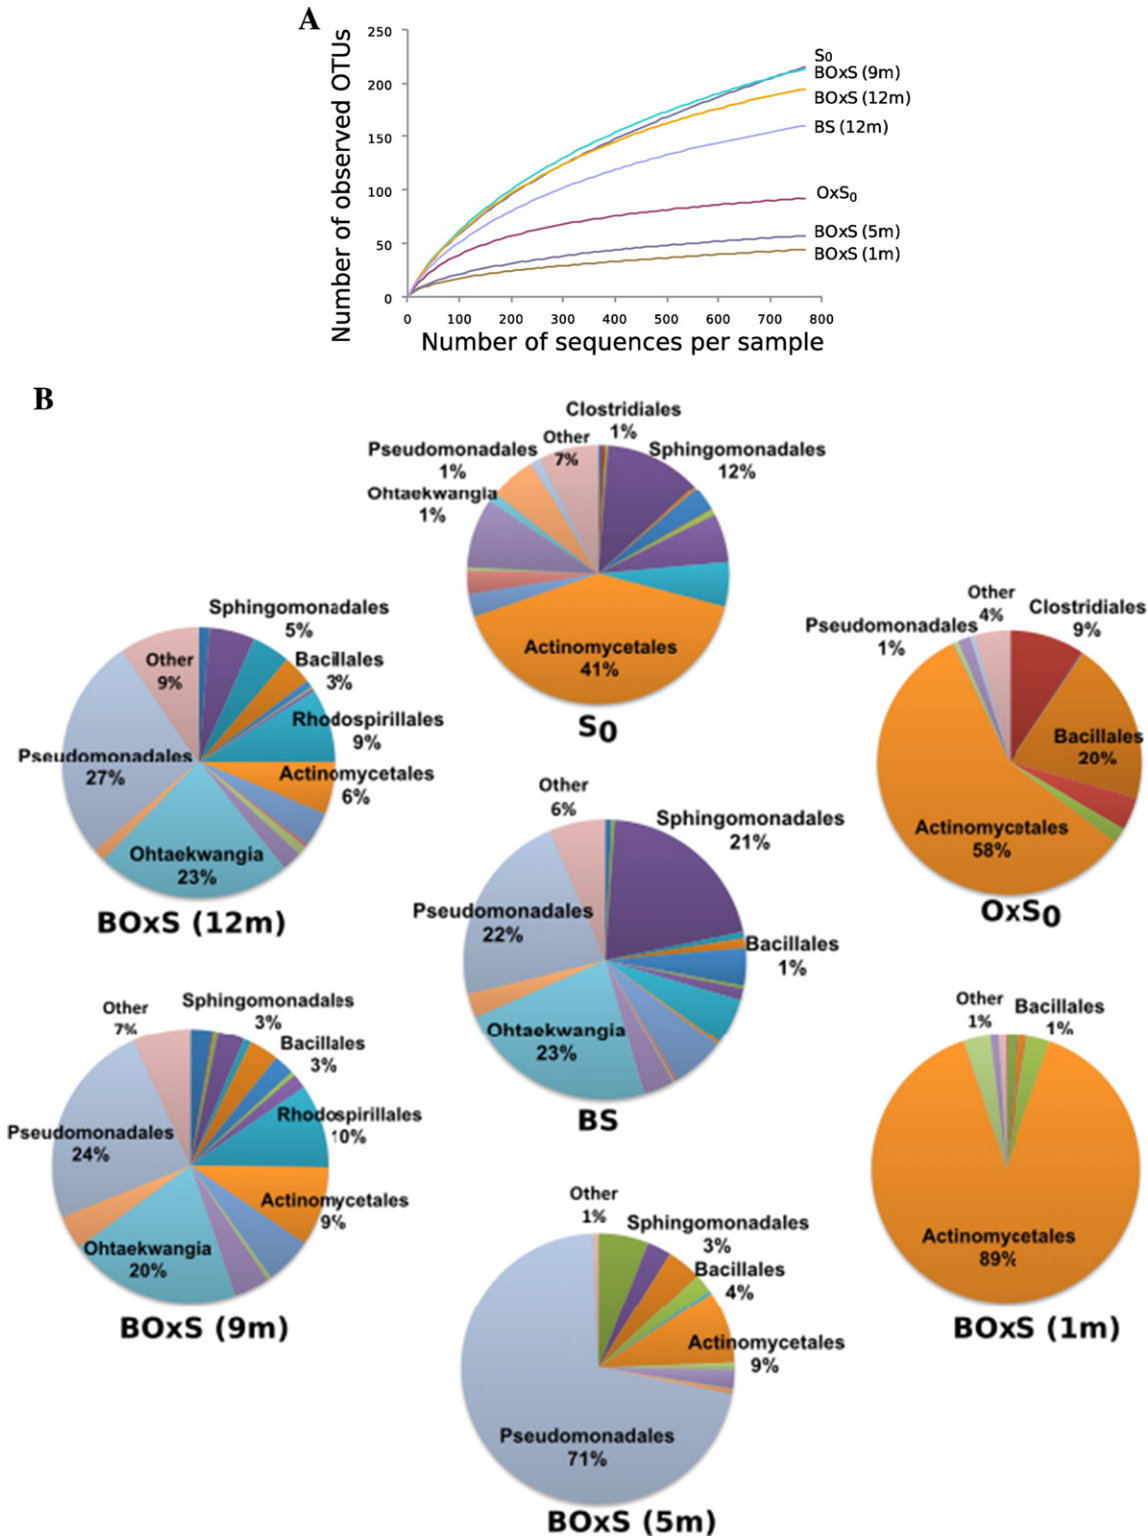 A
Number of observed OTUs
250
200
150
100
50
0
0 100 200 300 400 500 600 700 800
Number of sequences per sample
S0
BOxS (9m)
BOxS (12m)
BS (12m)
OxS0
BOxS (5m)
BOxS (1m)
B
Clostridiales
1%
Other
7%
Pseudomonadales
1%
Sphingomonadales
12%
Ohtaekwangia
1%
Actinomycetales
41%
S0
Sphingomonadales
5%
Other
9%
Bacillales
3%
Rhodospirillales
9%
Pseudomonadales
27%
Actinomycetales
6%
Ohtaekwangia
23%
BOxS (12m)
Other
4%
Clostridiales
9%
Pseudomonadales
1%
Bacillales
20%
Actinomycetales
58%
OxS0
Other
6%
Sphingomonadales
21%
Pseudomonadales
22%
Bacillales
1%
Ohtaekwangia
23%
BS
Other
7%
Sphingomonadales
3%
Bacillales
3%
Rhodospirillales
10%
Pseudomonadales
24%
Actinomycetales
9%
Ohtaekwangia
20%
BOxS (9m)
Other
1%
Bacillales
1%
Actinomycetales
89%
BOxS (1m)
Other
1%
Sphingomonadales
3%
Bacillales
4%
Actinomycetales
9%
Pseudomonadales
71%
BOxS (5m)